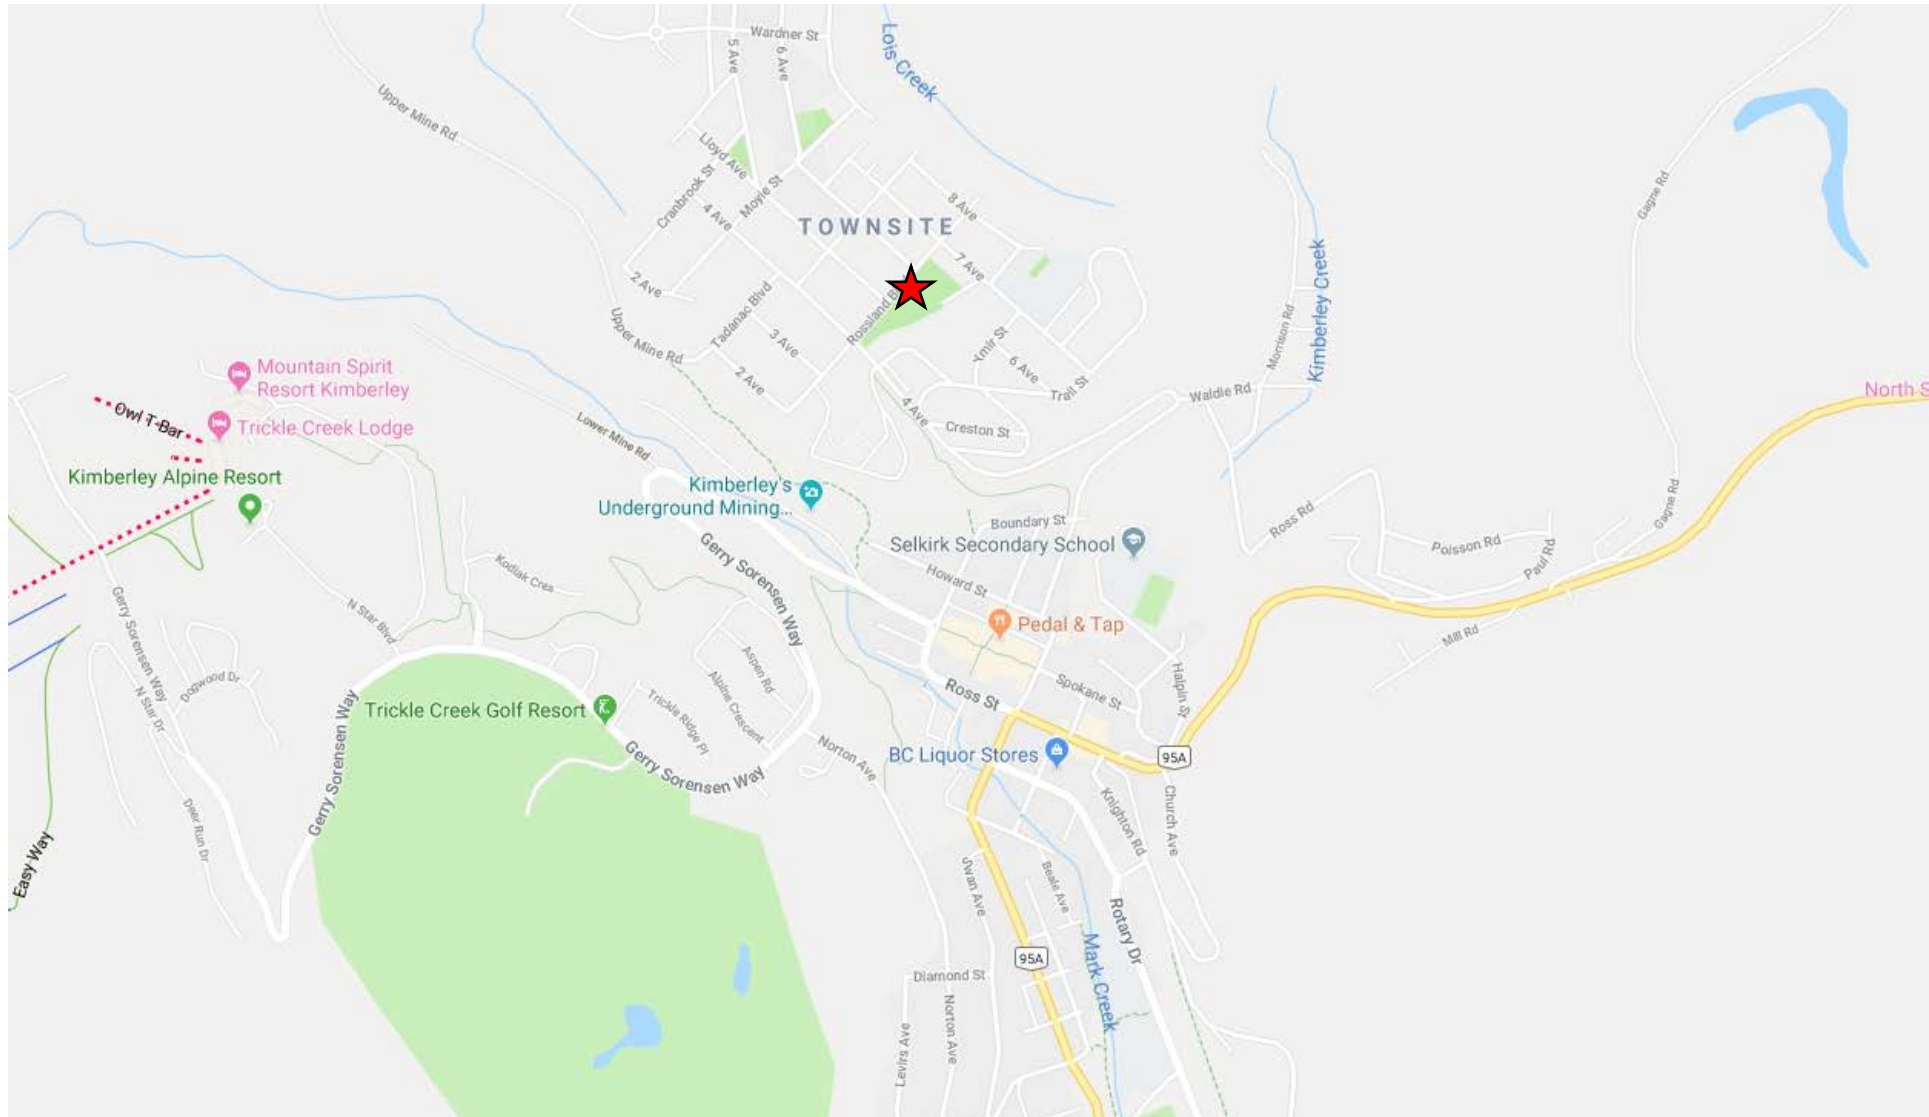 Wardner St
5 Ave
6 Ave
Lois Creek
Upper Mine Rd
Lloyd Ave
Cranbrook St
Moyie St
4 Ave
8 Ave
TOWNSITE
Gagne Rd
7 Ave
2 Ave
Kimberley Creek
Tadanac Blvd
Rossland B
Upper Mine Rd
3 Ave
Ymir St
Morrison Rd
Mountain Spirit
Resort Kimberley
2 Ave
6 Ave
Trail St
Waldie Rd
North S
Owl T-Bar
Trickle Creek Lodge
4 Ave
Creston St
Lower Mine Rd
Kimberley Alpine Resort
Kimberley's
Underground Mining...
Gagne Rd
Boundary St
Ross Rd
Selkirk Secondary School
Poisson Rd
Paul Rd
Gerry Sorensen Way
Kodiak Cres
Howard St
Gerry Sorensen Way
N Star Blvd
Pedal & Tap
Mill Rd
Aspen Rd
Dogwood Dr
N Star Dr
Alpine Crescent
Trickle Ridge Pl
Spokane St
Halpin St
Ross St
Trickle Creek Golf Resort
Gerry Sorensen Way
Gerry Sorensen Way
Norton Ave
BC Liquor Stores
95A
Deer Run Dr
Knighton Rd
Church Ave
Easy Way
Swan Ave
Beale Ave
Rotary Dr
95A
Mark Creek
Diamond St
Norton Ave
Levirs Ave